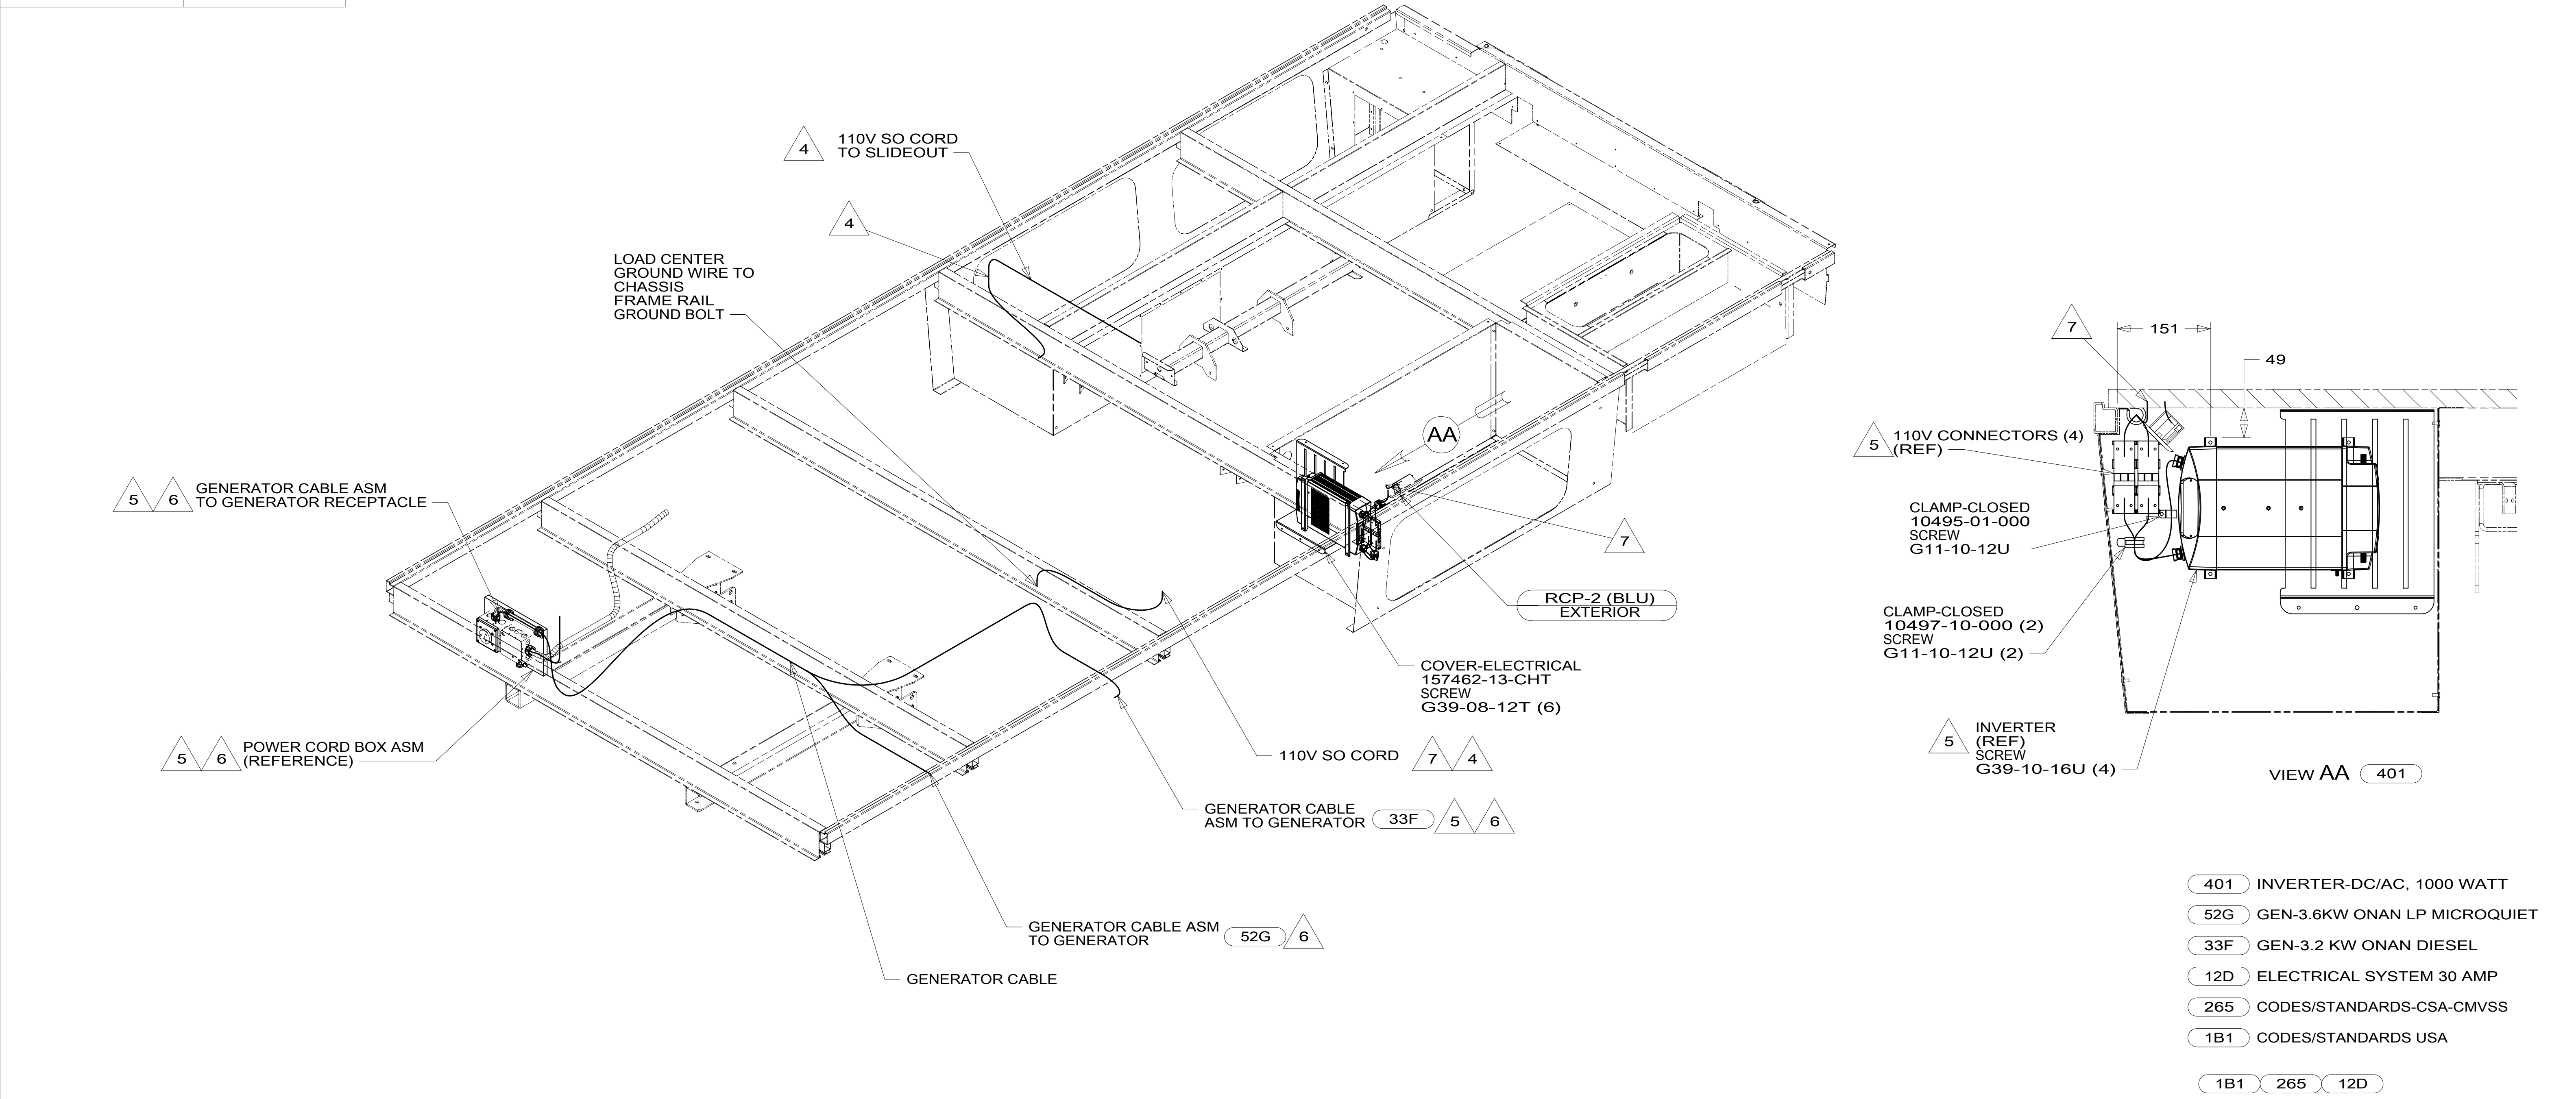 4
110V SO CORD
TO SLIDEOUT
4
LOAD CENTER
GROUND WIRE TO
CHASSIS
FRAME RAIL
GROUND BOLT
5 6
GENERATOR CABLE ASM
TO GENERATOR RECEPTACLE
5 6
POWER CORD BOX ASM
(REFERENCE)
AA
7
RCP-2 (BLU)
EXTERIOR
COVER-ELECTRICAL
157462-13-CHT
SCREW
G39-08-12T (6)
110V SO CORD 7 4
GENERATOR CABLE
ASM TO GENERATOR 33F 5 6
GENERATOR CABLE ASM
TO GENERATOR 52G 6
GENERATOR CABLE
7
151
49
5
110V CONNECTORS (4)
(REF)
CLAMP-CLOSED
10495-01-000
SCREW
G11-10-12U
CLAMP-CLOSED
10497-10-000 (2)
SCREW
G11-10-12U (2)
5
INVERTER
(REF)
SCREW
G39-10-16U (4)
VIEW AA 401
401 INVERTER-DC/AC, 1000 WATT
52G GEN-3.6KW ONAN LP MICROQUIET
33F GEN-3.2 KW ONAN DIESEL
12D ELECTRICAL SYSTEM 30 AMP
265 CODES/STANDARDS-CSA-CMVSS
1B1 CODES/STANDARDS USA
1B1 265 12D